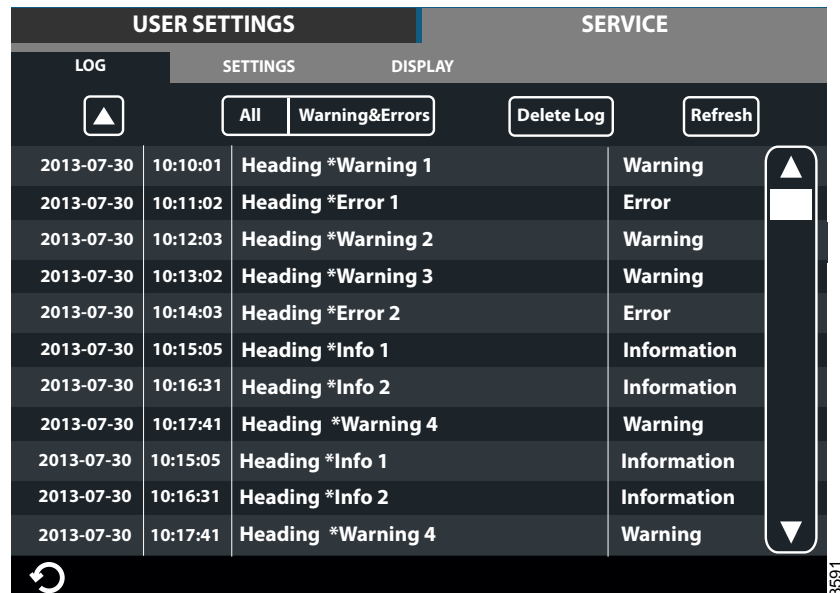 USER SETTINGS SERVICE
LOG SETTINGS DISPLAY
All Warning&Errors Delete Log Refresh
2013-07-30 10:10:01 Heading *Warning 1 Warning
2013-07-30 10:11:02 Heading *Error 1 Error
2013-07-30 10:12:03 Heading *Warning 2 Warning
2013-07-30 10:13:02 Heading *Warning 3 Warning
2013-07-30 10:14:03 Heading *Error 2 Error
2013-07-30 10:15:05 Heading *Info 1 Information
2013-07-30 10:16:31 Heading *Info 2 Information
2013-07-30 10:17:41 Heading *Warning 4 Warning
2013-07-30 10:15:05 Heading *Info 1 Information
2013-07-30 10:16:31 Heading *Info 2 Information
2013-07-30 10:17:41 Heading *Warning 4 Warning